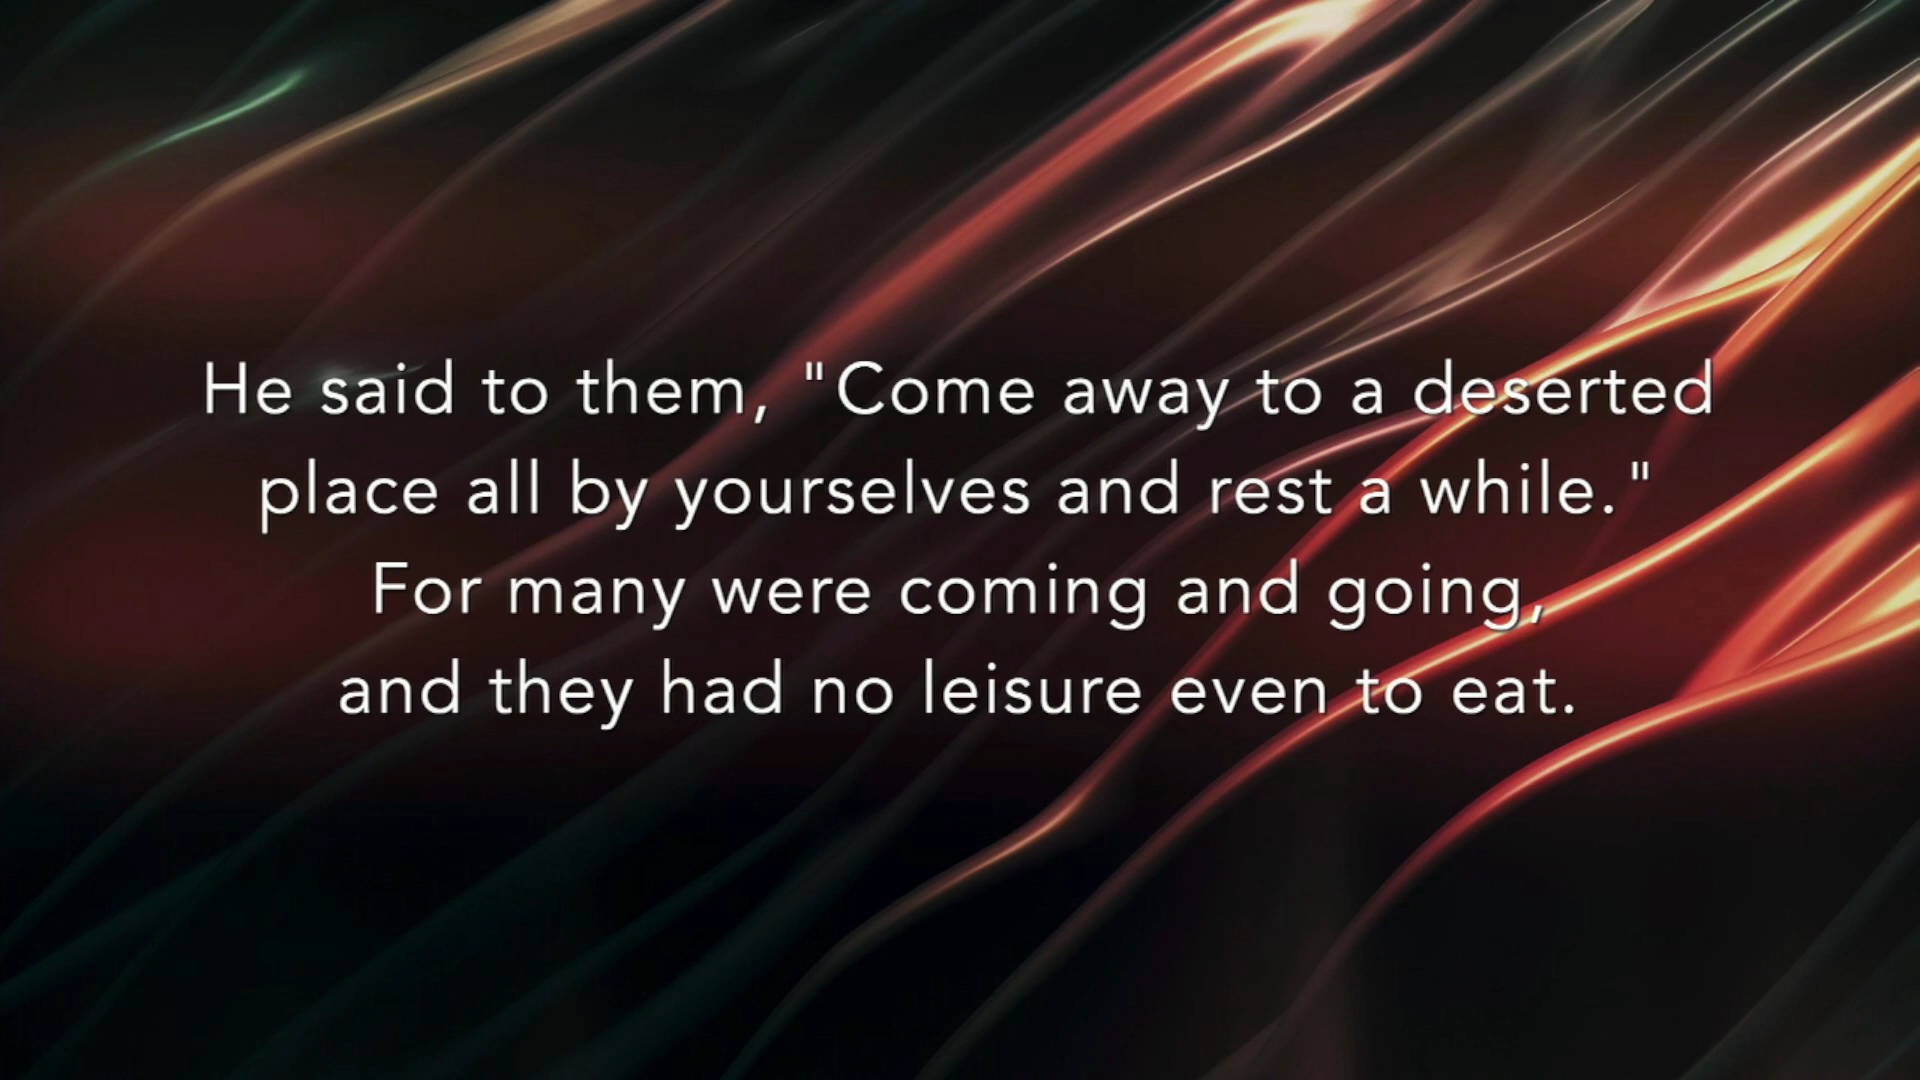 He said to them, "Come away to a deserted
place all by yourselves and rest a while."
For many were coming and going,
and they had no leisure even to eat.